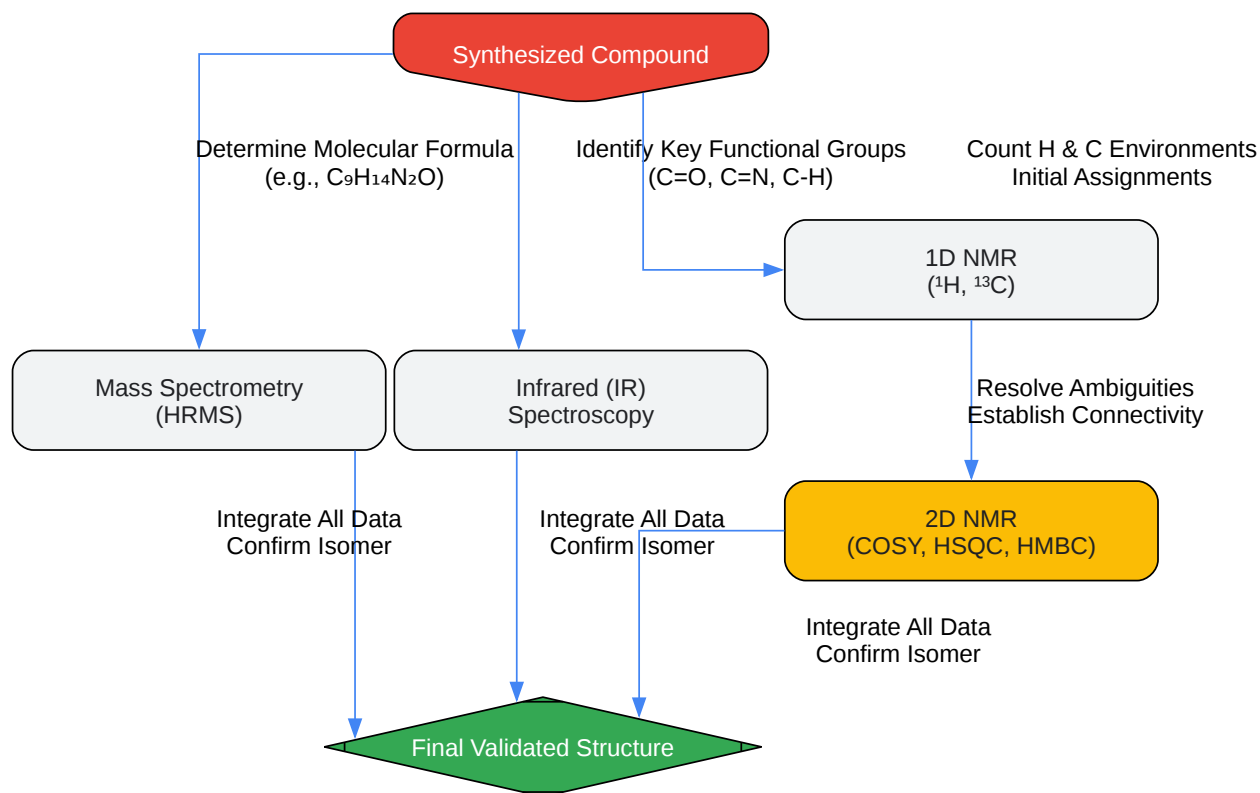 Synthesized Compound
Determine Molecular Formula
(e.g., C₉H₁₄N₂O)
Identify Key Functional Groups
(C=O, C=N, C-H)
Count H & C Environments
Initial Assignments
1D NMR
(¹H, ¹³C)
Mass Spectrometry
(HRMS)
Infrared (IR)
Spectroscopy
Resolve Ambiguities
Establish Connectivity
Integrate All Data
Confirm Isomer
Integrate All Data
Confirm Isomer
2D NMR
(COSY, HSQC, HMBC)
Integrate All Data
Confirm Isomer
Final Validated Structure